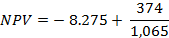 NPV = − 8.275 + 374 / 1,065